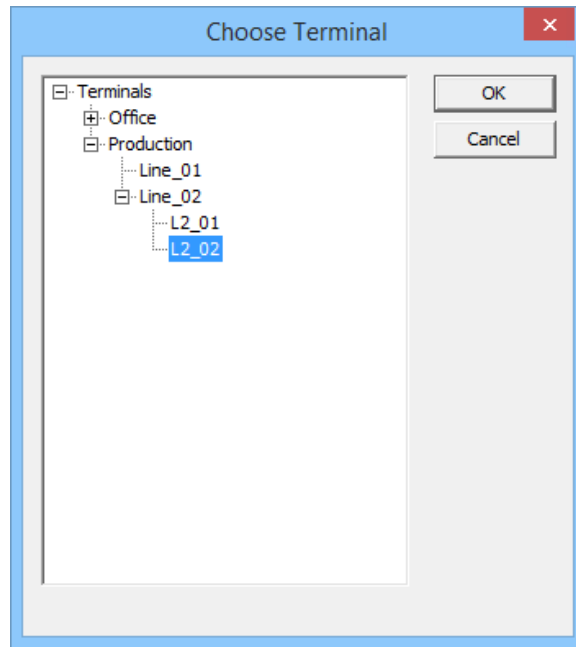 Choose Terminal
Terminals
Office
Production
Line_01
Line_02
L2_01
L2_02
OK
Cancel